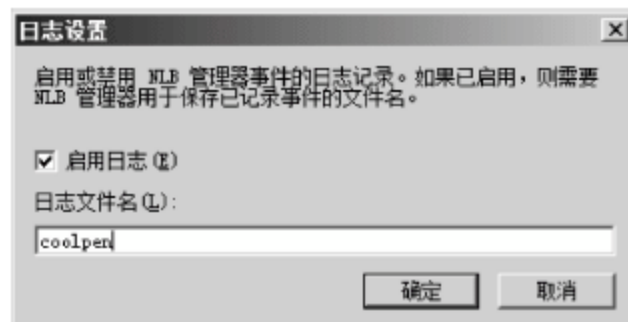 日志设置
启用或禁用 NLB 管理器事件的日志记录。如果已启用，则需要
NLB 管理器用于保存已记录事件的文件名。
启用日志(E)
日志文件名(L):
coolpen
确定 取消